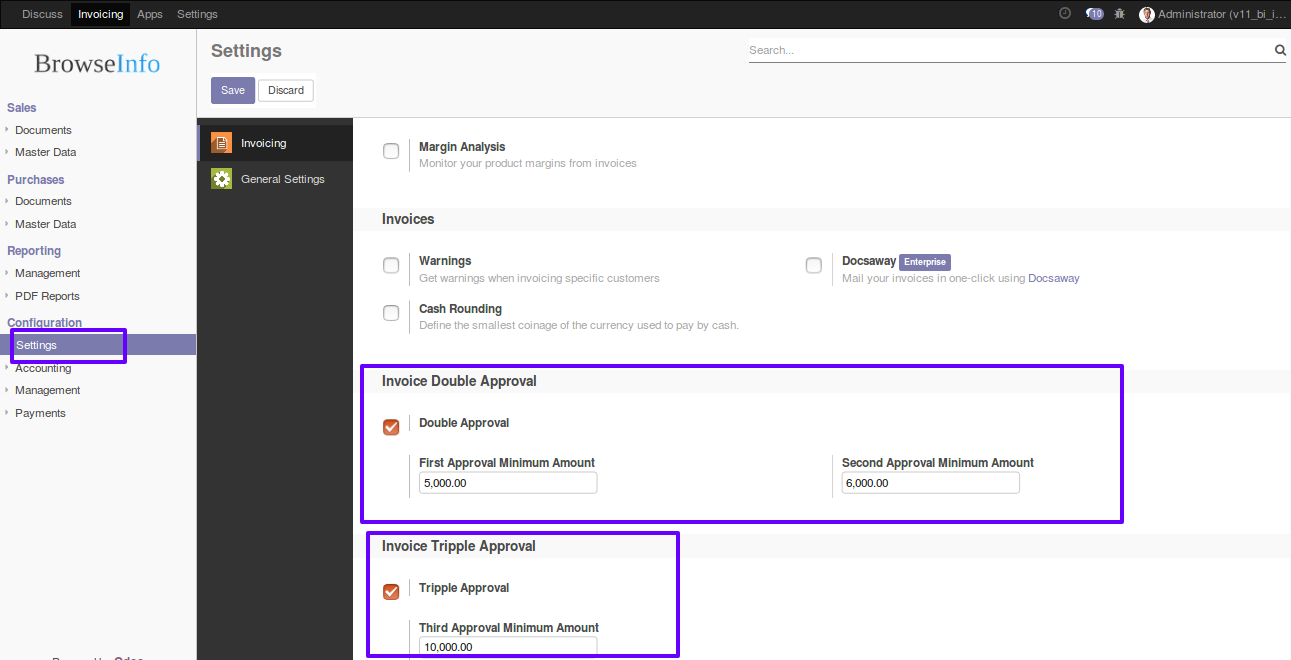 Discuss Invoicing Apps Settings 10 Administrator (v11_bi_i...
BrowseInfo
Sales
Documents
Master Data
Purchases
Documents
Master Data
Reporting
Management
PDF Reports
Configuration
Settings
Accounting
Management
Payments
Settings
Search...
Save Discard
Invoicing
General Settings
Margin Analysis
Monitor your product margins from invoices
Invoices
Warnings
Get warnings when invoicing specific customers
Docsaway Enterprise
Mail your invoices in one-click using Docsaway
Cash Rounding
Define the smallest coinage of the currency used to pay by cash.
Invoice Double Approval
Double Approval
First Approval Minimum Amount
5,000.00
Second Approval Minimum Amount
6,000.00
Invoice Tripple Approval
Tripple Approval
Third Approval Minimum Amount
10,000.00